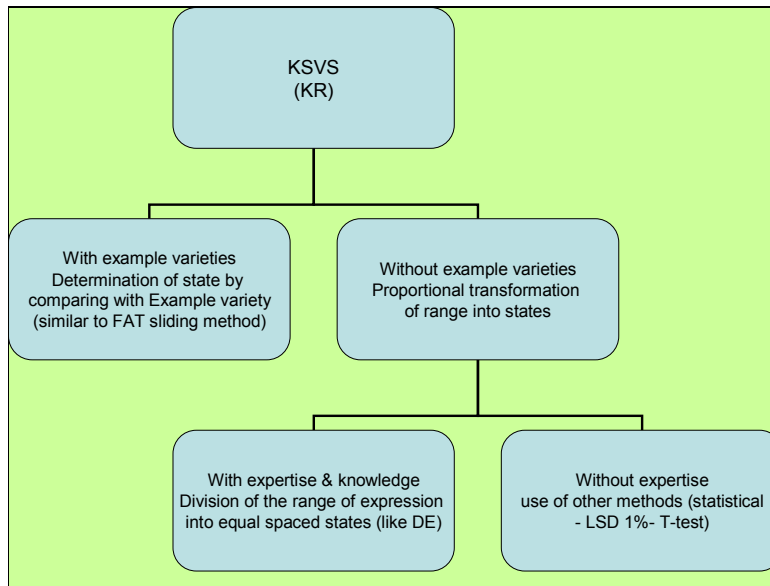 KSVS
(KR)
With example varieties
Determination of state by
comparing with Example variety
(similar to FAT sliding method)
Without example varieties
Proportional transformation
of range into states
With expertise & knowledge
Division of the range of expression
into equal spaced states (like DE)
Without expertise
use of other methods (statistical
- LSD 1%- T-test)